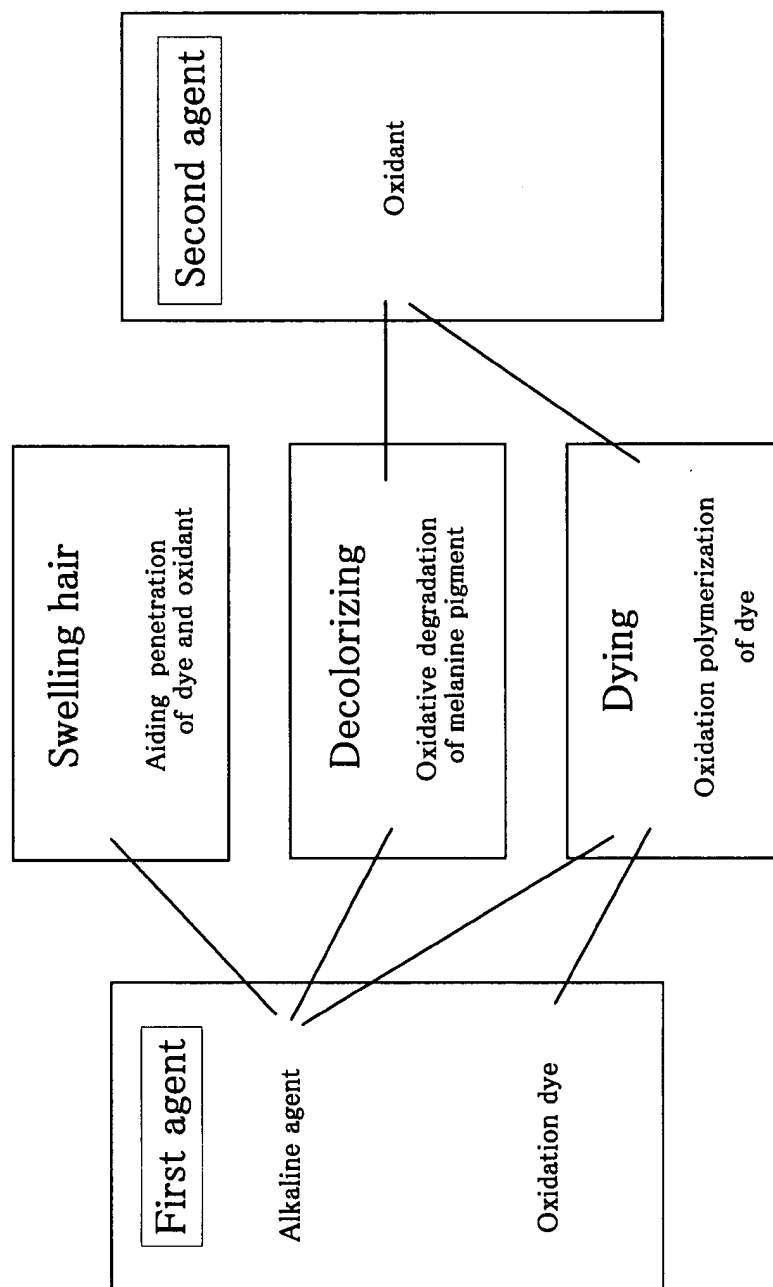 First agent
Alkaline agent
Oxidation dye
Swelling hair
Aiding penetration
of dye and oxidant
Decolorizing
Oxidative degradation
of melanine pigment
Dying
Oxidation polymerization
of dye
Second agent
Oxidant